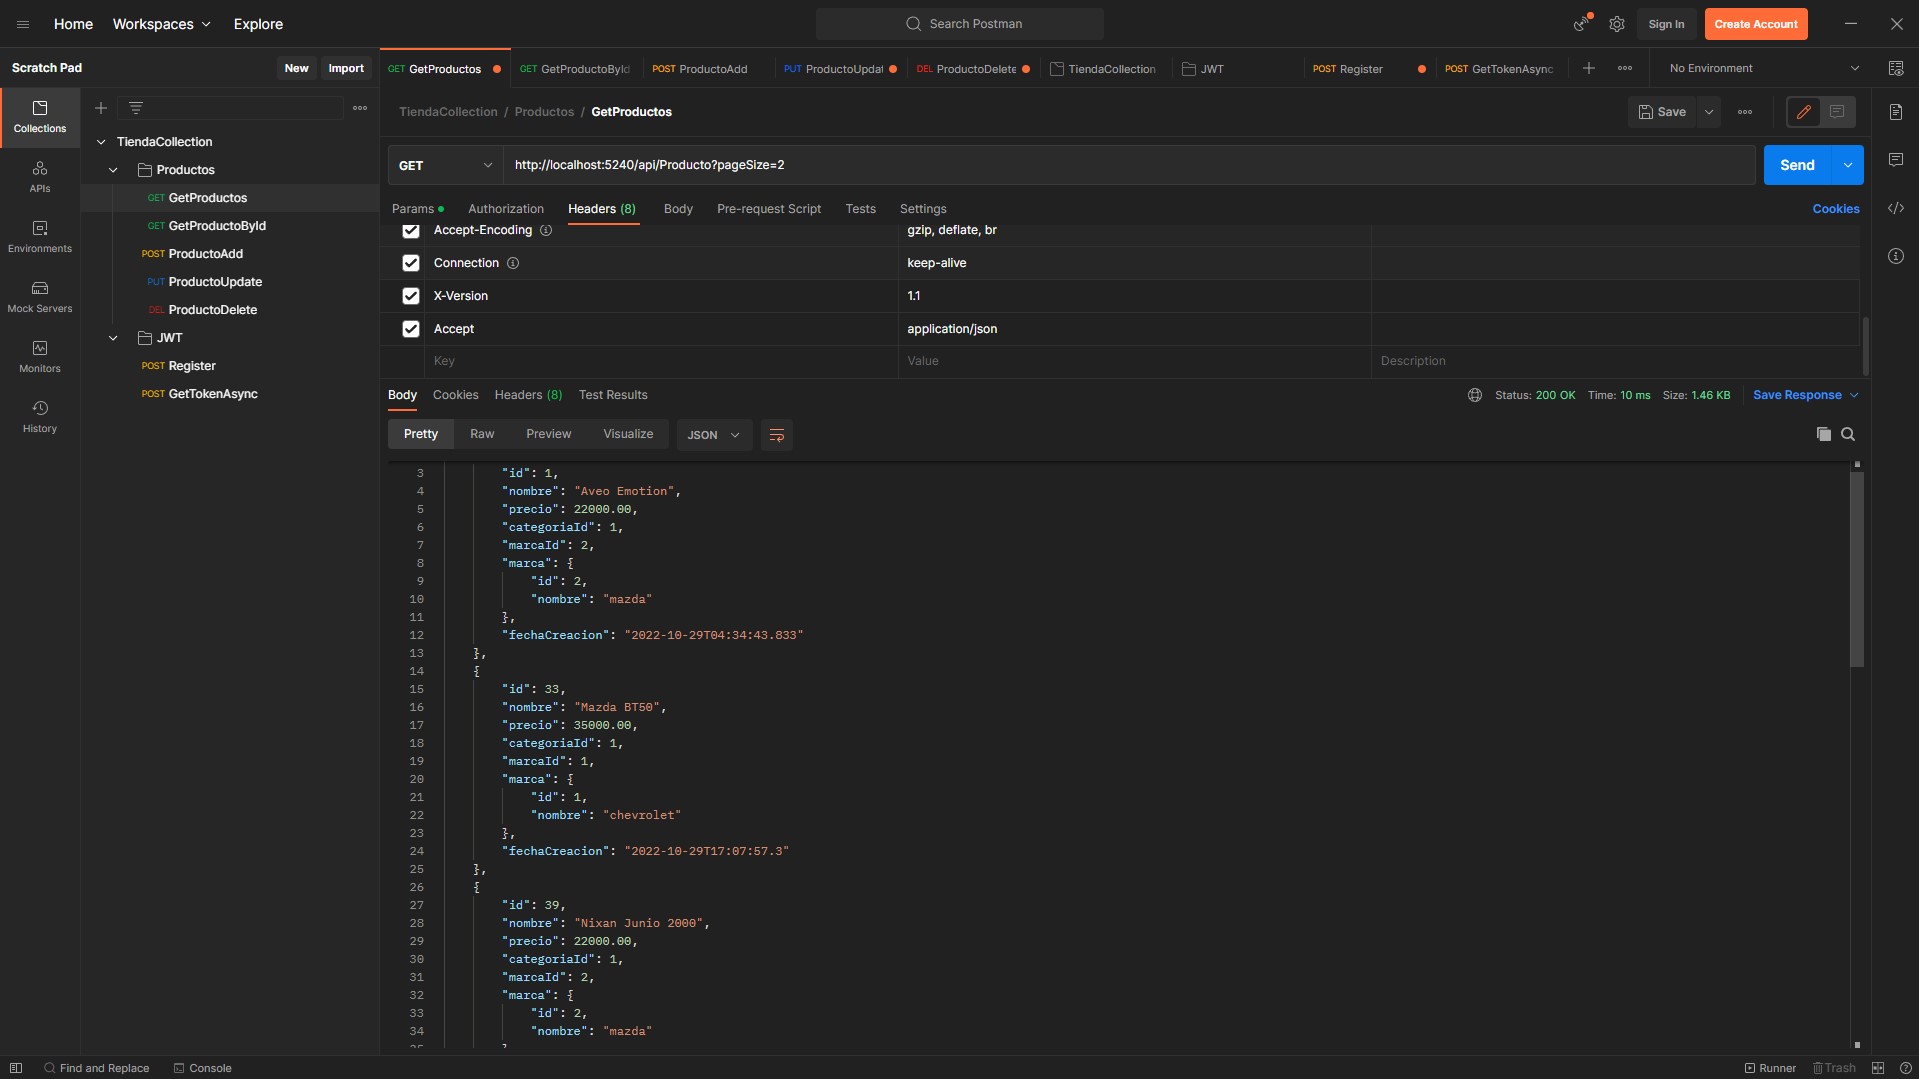 Home Workspaces Explore Search Postman Sign In Create Account
Scratch Pad New Import
GET GetProductos GET GetProductoById POST ProductoAdd PUT ProductoUpdat DEL ProductoDelete TiendaCollection JWT POST Register POST GetTokenAsync No Environment
Collections
APIs
Environments
Mock Servers
Monitors
History
TiendaCollection
Productos
GET GetProductos
GET GetProductoById
POST ProductoAdd
PUT ProductoUpdate
DEL ProductoDelete
JWT
POST Register
POST GetTokenAsync
TiendaCollection / Productos / GetProductos Save
GET http://localhost:5240/api/Producto?pageSize=2 Send
Params Authorization Headers (8) Body Pre-request Script Tests Settings Cookies
Accept-Encoding gzip, deflate, br
Connection keep-alive
X-Version 1.1
Accept application/json
Key Value Description
Body Cookies Headers (8) Test Results Status: 200 OK Time: 10 ms Size: 1.46 KB Save Response
Pretty Raw Preview Visualize JSON
3 "id": 1,
4 "nombre": "Aveo Emotion",
5 "precio": 22000.00,
6 "categoriaId": 1,
7 "marcaId": 2,
8 "marca": {
9 "id": 2,
10 "nombre": "mazda"
11 },
12 "fechaCreacion": "2022-10-29T04:34:43.833"
13 },
14 {
15 "id": 33,
16 "nombre": "Mazda BT50",
17 "precio": 35000.00,
18 "categoriaId": 1,
19 "marcaId": 1,
20 "marca": {
21 "id": 1,
22 "nombre": "chevrolet"
23 },
24 "fechaCreacion": "2022-10-29T17:07:57.3"
25 },
26 {
27 "id": 39,
28 "nombre": "Nixan Junio 2000",
29 "precio": 22000.00,
30 "categoriaId": 1,
31 "marcaId": 2,
32 "marca": {
33 "id": 2,
34 "nombre": "mazda"
Find and Replace Console Runner Trash